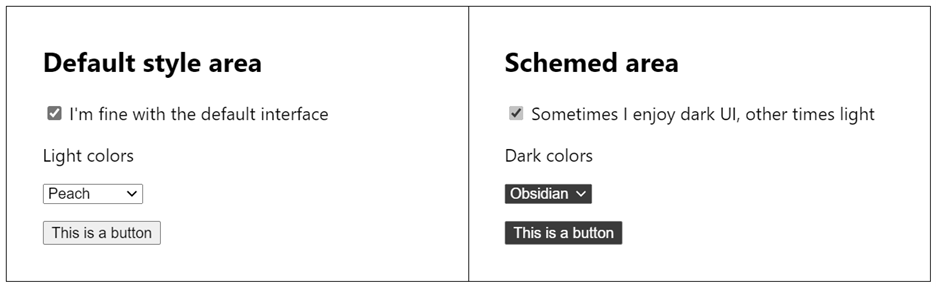 Default style area
I'm fine with the default interface
Light colors
Peach
This is a button
Schemed area
Sometimes I enjoy dark UI, other times light
Dark colors
Obsidian
This is a button